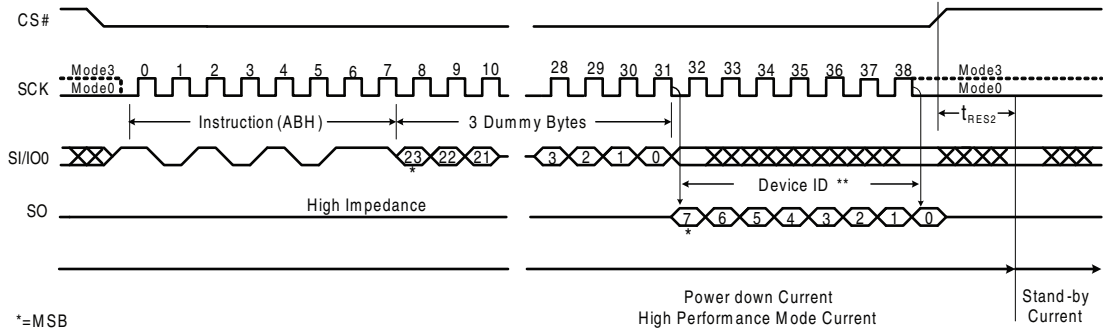 CS#
0 1 2 3 4 5 6 7 8 9 10 28 29 30 31 32 33 34 35 36 37 38
Mode3 Mode3
SCK Mode0 Mode0
Instruction (ABH) 3 Dummy Bytes tRES2
SI/IO0 23 22 21 3 2 1 0
*
Device ID **
SO High Impedance 7 6 5 4 3 2 1 0
*
Power down Current Stand-by
*=MSB High Performance Mode Current Current